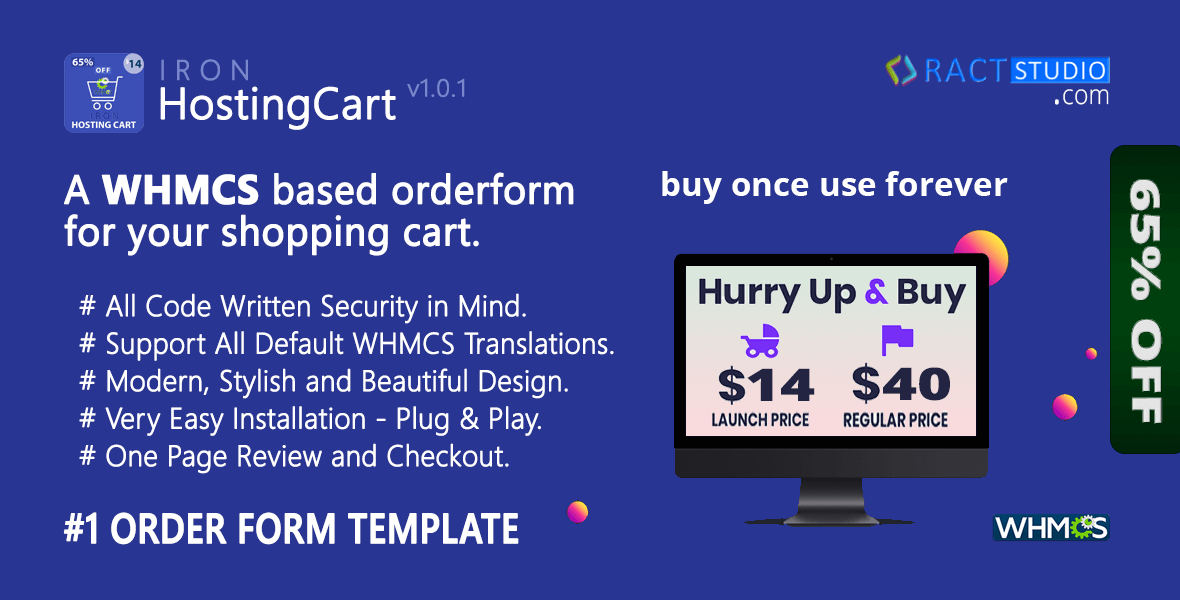 65%
OFF
14
IRON
HOSTING CART
IRON
HostingCart v1.0.1
RACT STUDIO
.com
A WHMCS based orderform
for your shopping cart.
buy once use forever
# All Code Written Security in Mind.
# Support All Default WHMCS Translations.
# Modern, Stylish and Beautiful Design.
# Very Easy Installation - Plug & Play.
# One Page Review and Checkout.
#1 ORDER FORM TEMPLATE
Hurry Up & Buy
$14 $40
LAUNCH PRICE REGULAR PRICE
65% OFF
WHMCS